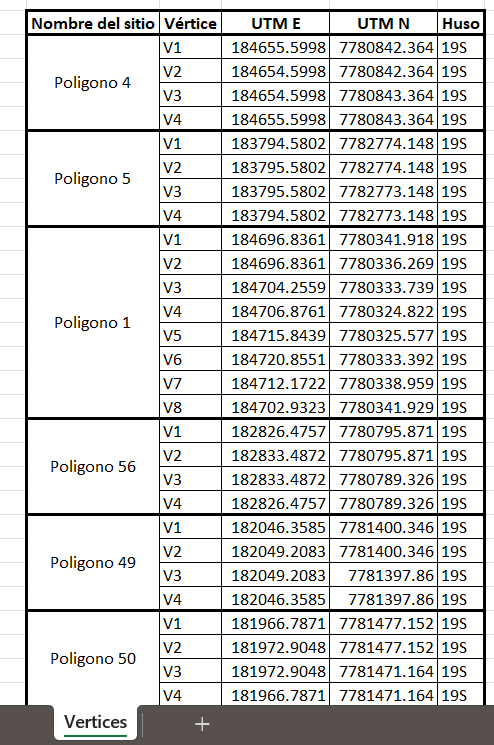 Nombre del sitio Vértice UTM E UTM N Huso
V1 184655.5998 7780842.364 19S
V2 184654.5998 7780842.364 19S
Poligono 4
V3 184654.5998 7780843.364 19S
V4 184655.5998 7780843.364 19S
V1 183794.5802 7782774.148 19S
V2 183795.5802 7782774.148 19S
Poligono 5
V3 183795.5802 7782773.148 19S
V4 183794.5802 7782773.148 19S
V1 184696.8361 7780341.918 19S
V2 184696.8361 7780336.269 19S
V3 184704.2559 7780333.739 19S
V4 184706.8761 7780324.822 19S
Poligono 1
V5 184715.8439 7780325.577 19S
V6 184720.8551 7780333.392 19S
V7 184712.1722 7780338.959 19S
V8 184702.9323 7780341.929 19S
V1 182826.4757 7780795.871 19S
V2 182833.4872 7780795.871 19S
Poligono 56
V3 182833.4872 7780789.326 19S
V4 182826.4757 7780789.326 19S
V1 182046.3585 7781400.346 19S
V2 182049.2083 7781400.346 19S
Poligono 49
V3 182049.2083 7781397.86 19S
V4 182046.3585 7781397.86 19S
V1 181966.7871 7781477.152 19S
V2 181972.9048 7781477.152 19S
Poligono 50
V3 181972.9048 7781471.164 19S
V4 181966.7871 7781471.164 19S
Vertices +